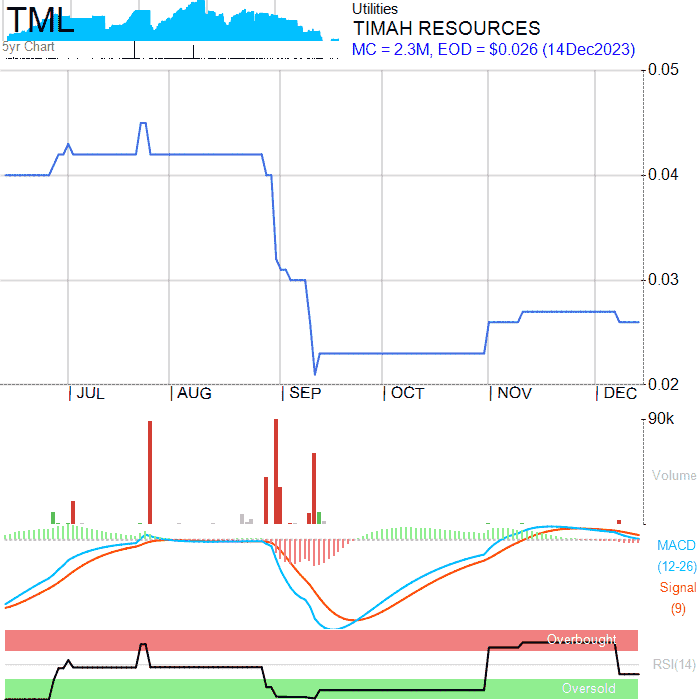 TML
Utilities
TIMAH RESOURCES
5yr Chart
MC = 2.3M, EOD = $0.026 (14Dec2023)
0.05
0.04
0.03
0.02
JUL AUG SEP OCT NOV DEC
90k
Volume
MACD
(12-26)
Signal
(9)
Overbought
RSI(14)
Oversold